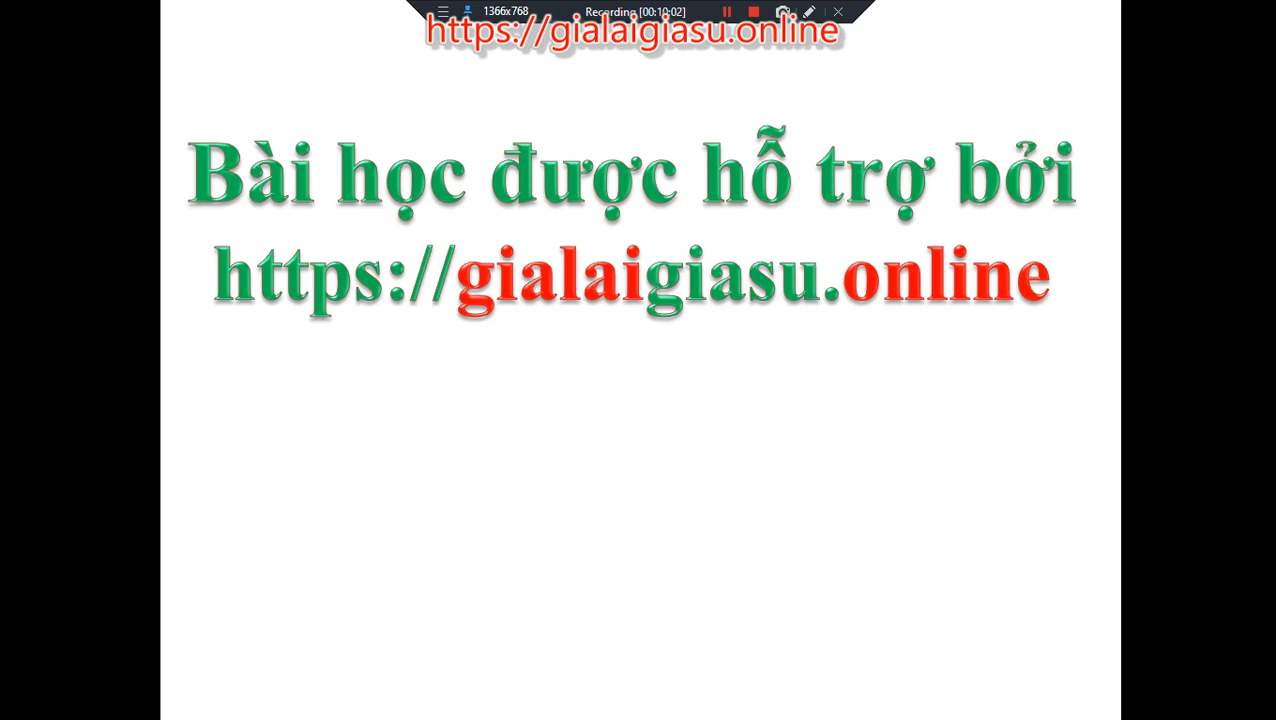 1366x768 Recording [00:10:02]
https://gialaigiasu.online
Bài học được hỗ trợ bởi
https://gialaigiasu.online